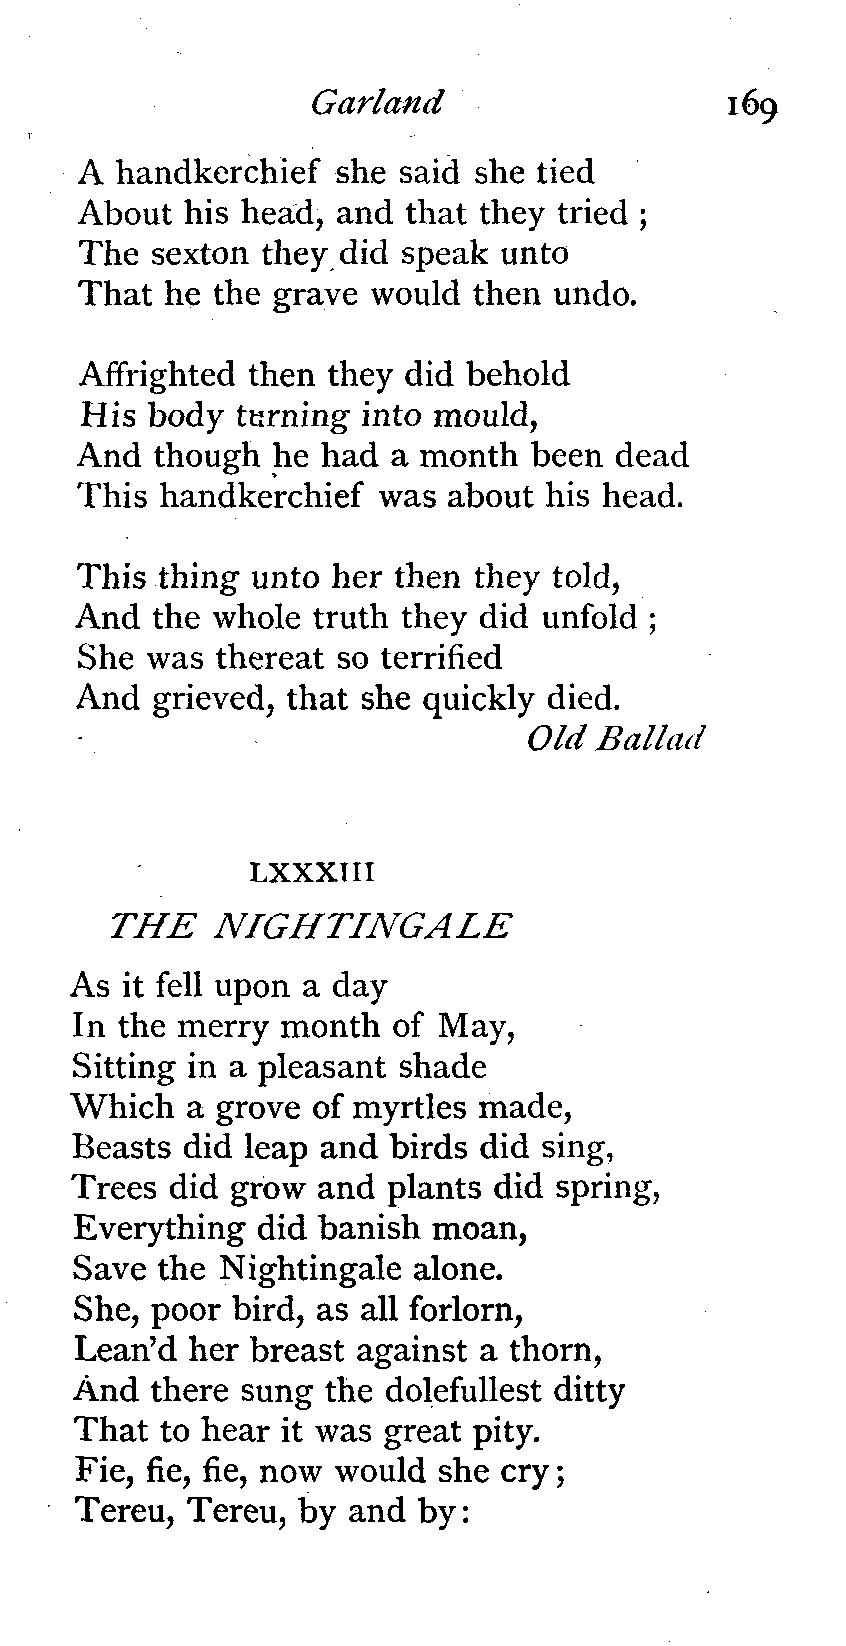 Garland 169
A handkerchief she said she tied
About his head, and that they tried ;
The sexton they did speak unto
That he the grave would then undo.
Affrighted then they did behold
His body turning into mould,
And though he had a month been dead
This handkerchief was about his head.
This thing unto her then they told,
And the whole truth they did unfold ;
She was thereat so terrified
And grieved, that she quickly died.
Old Ballad
LXXXIII
THE NIGHTINGALE
As it fell upon a day
In the merry month of May,
Sitting in a pleasant shade
Which a grove of myrtles made,
Beasts did leap and birds did sing,
Trees did grow and plants did spring,
Everything did banish moan,
Save the Nightingale alone.
She, poor bird, as all forlorn,
Lean'd her breast against a thorn,
And there sung the dolefullest ditty
That to hear it was great pity.
Fie, fie, fie, now would she cry ;
Tereu, Tereu, by and by :